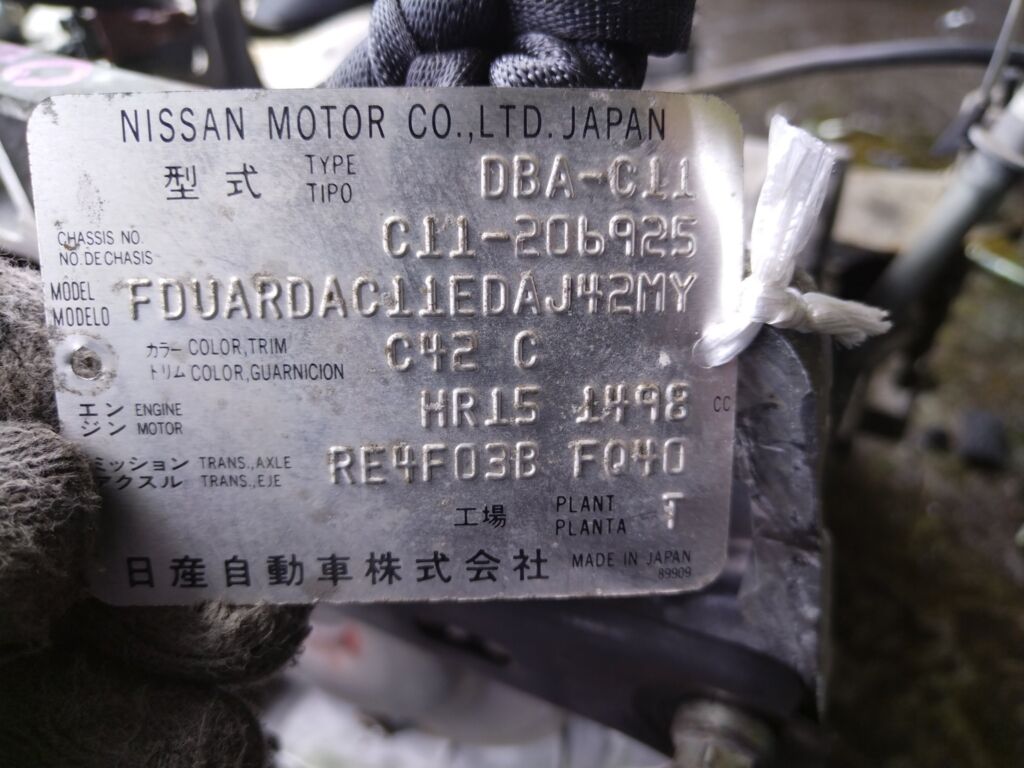 NISSAN MOTOR CO.,LTD. JAPAN
型式 TYPE TIPO DBA-C11
CHASSIS NO. NO. DE CHASIS C11-206925
MODEL MODELO FDUARDAC11EDAJ42MY
カラー COLOR,TRIM トリム COLOR,GUARNICION C42 C
エンジン ENGINE MOTOR HR15 1498 CC
ミッション TRANS.,AXLE アクスル TRANS.,EJE RE4F03B FQ40
工場 PLANT PLANTA T
日産自動車株式会社 MADE IN JAPAN
89909